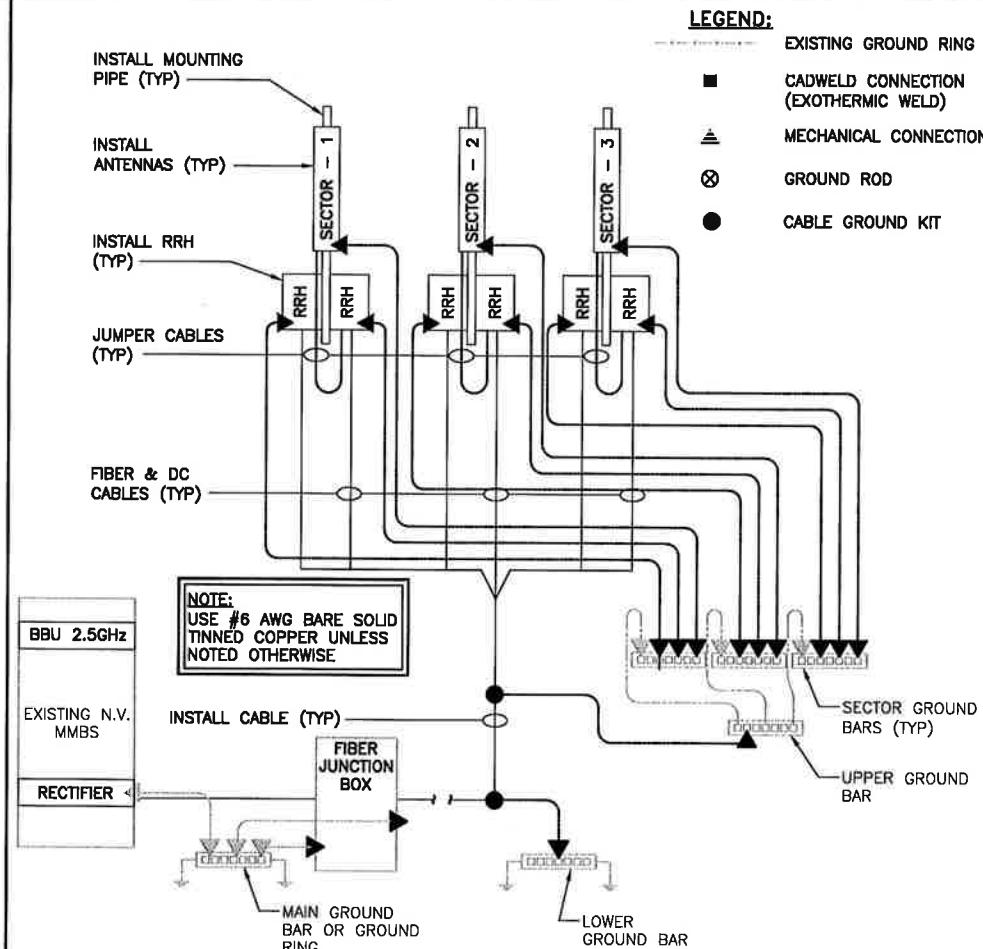 LEGEND:
EXISTING GROUND RING
CADWELD CONNECTION
(EXOTHERMIC WELD)
MECHANICAL CONNECTION
GROUND ROD
CABLE GROUND KIT
INSTALL MOUNTING
PIPE (TYP)
INSTALL
ANTENNAS (TYP)
INSTALL RRH
(TYP)
JUMPER CABLES
(TYP)
FIBER & DC
CABLES (TYP)
SECTOR - 1
SECTOR - 2
SECTOR - 3
RRH
RRH
RRH
RRH
RRH
RRH
NOTE:
USE #6 AWG BARE SOLID
TINNED COPPER UNLESS
NOTED OTHERWISE
BBU 2.5GHz
EXISTING N.V.
MMBS
RECTIFIER
INSTALL CABLE (TYP)
FIBER
JUNCTION
BOX
SECTOR GROUND
BARS (TYP)
UPPER GROUND
BAR
MAIN GROUND
BAR OR GROUND
RING
LOWER
GROUND BAR